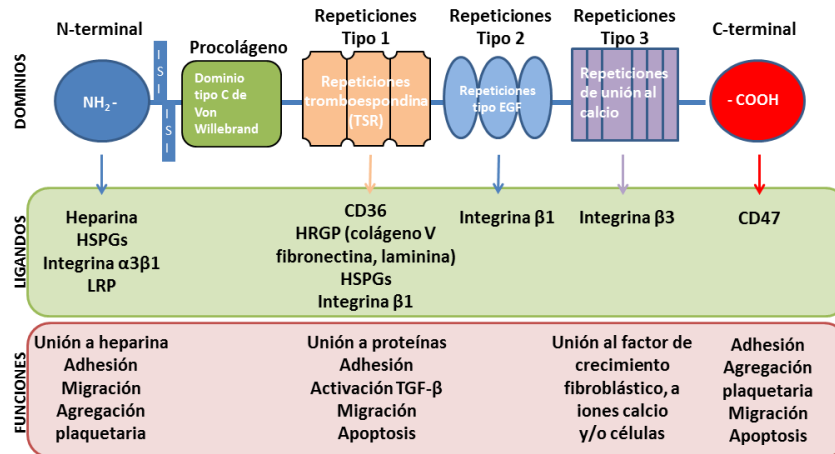 N-terminal
Procolágeno
Repeticiones
Tipo 1
Repeticiones
Tipo 2
Repeticiones
Tipo 3
C-terminal
DOMINIOS
NH2 -
ISI
ISI
Dominio
tipo C de
Von
Willebrand
Repeticiones
tromboespondina
(TSR)
Repeticiones
tipo EGF
Repeticiones
de unión al
calcio
- COOH
LIGANDOS
Heparina
HSPGs
Integrina α3β1
LRP
CD36
HRGP (colágeno V
fibronectina, laminina)
HSPGs
Integrina β1
Integrina β1
Integrina β3
CD47
FUNCIONES
Unión a heparina
Adhesión
Migración
Agregación
plaquetaria
Unión a proteínas
Adhesión
Activación TGF-β
Migración
Apoptosis
Unión al factor de
crecimiento
fibroblástico, a
iones calcio
y/o células
Adhesión
Agregación
plaquetaria
Migración
Apoptosis